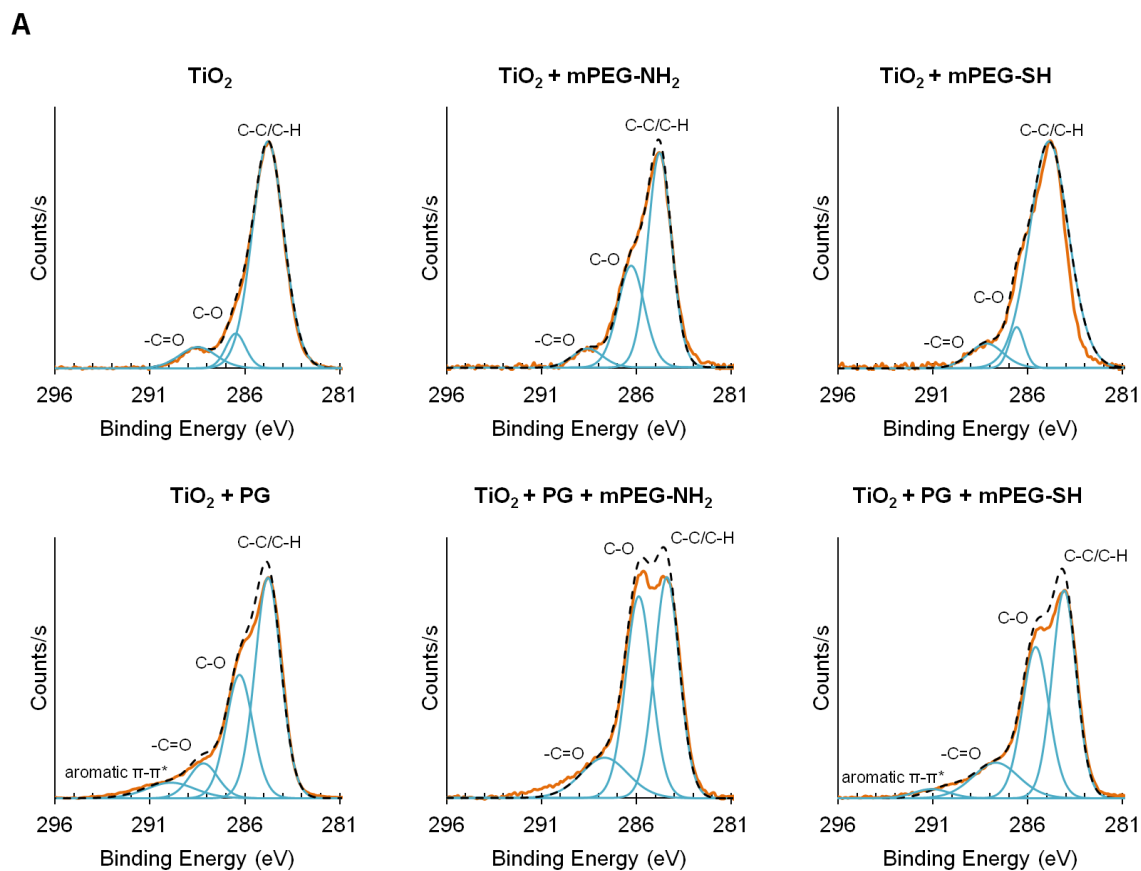 A
TiO₂
TiO₂ + mPEG-NH₂
TiO₂ + mPEG-SH
C-C/C-H
C-O
-C=O
Counts/s
296 291 286 281
Binding Energy (eV)
C-C/C-H
C-O
-C=O
Counts/s
296 291 286 281
Binding Energy (eV)
C-C/C-H
C-O
-C=O
Counts/s
296 291 286 281
Binding Energy (eV)
TiO₂ + PG
TiO₂ + PG + mPEG-NH₂
TiO₂ + PG + mPEG-SH
C-C/C-H
C-O
-C=O
aromatic π-π*
Counts/s
296 291 286 281
Binding Energy (eV)
C-O
C-C/C-H
-C=O
Counts/s
296 291 286 281
Binding Energy (eV)
C-C/C-H
C-O
-C=O
aromatic π-π*
Counts/s
296 291 286 281
Binding Energy (eV)